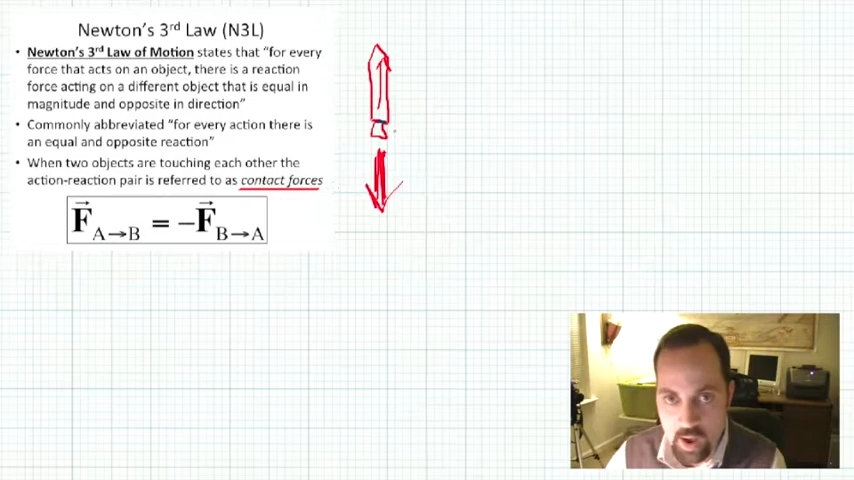 Newton's 3rd Law (N3L)
• Newton's 3rd Law of Motion states that "for every
force that acts on an object, there is a reaction
force acting on a different object that is equal in
magnitude and opposite in direction"
• Commonly abbreviated "for every action there is
an equal and opposite reaction"
• When two objects are touching each other the
action-reaction pair is referred to as contact forces
F⃗ A→B = −F⃗ B→A